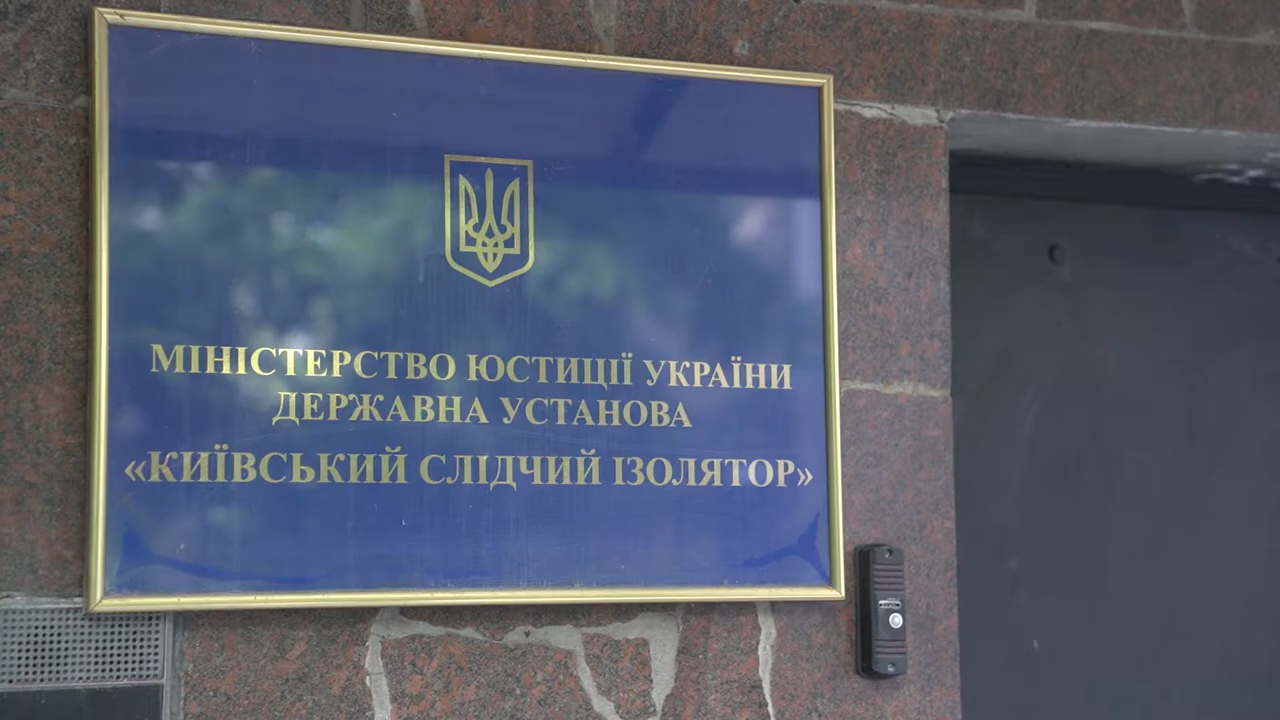 МІНІСТЕРСТВО ЮСТИЦІЇ УКРАЇНИ
ДЕРЖАВНА УСТАНОВА
«КИЇВСЬКИЙ СЛІДЧИЙ ІЗОЛЯТОР»